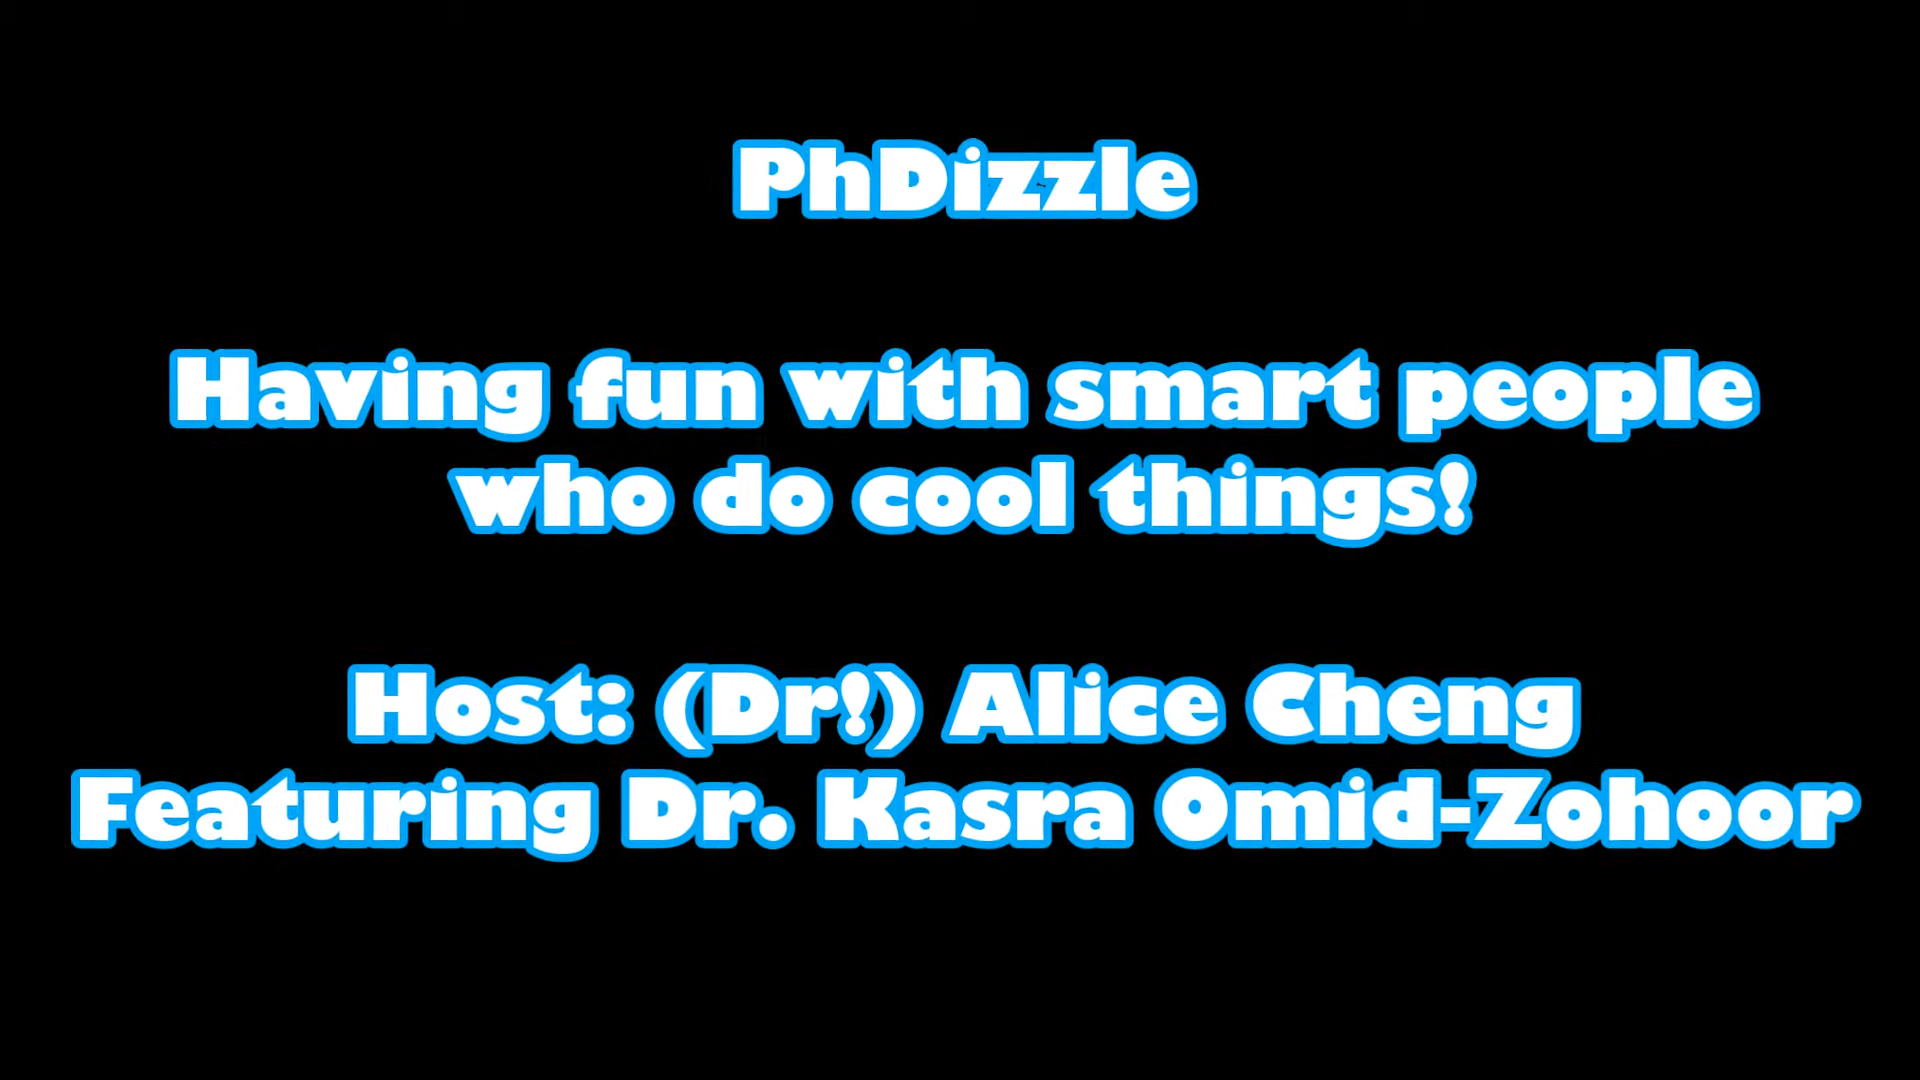 PhDizzle
Having fun with smart people
who do cool things!
Host: (Dr!) Alice Cheng
Featuring Dr. Kasra Omid-Zohoor